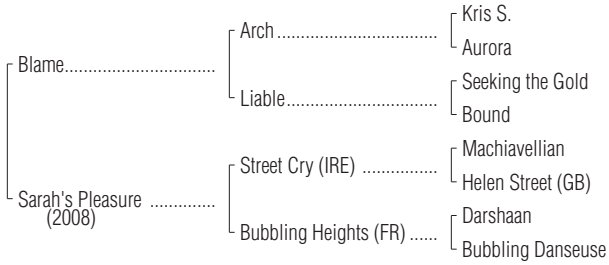 Kris S.
Arch
Aurora
Blame
Seeking the Gold
Liable
Bound
Machiavellian
Street Cry (IRE)
Helen Street (GB)
Sarah's Pleasure
(2008)
Darshaan
Bubbling Heights (FR)
Bubbling Danseuse